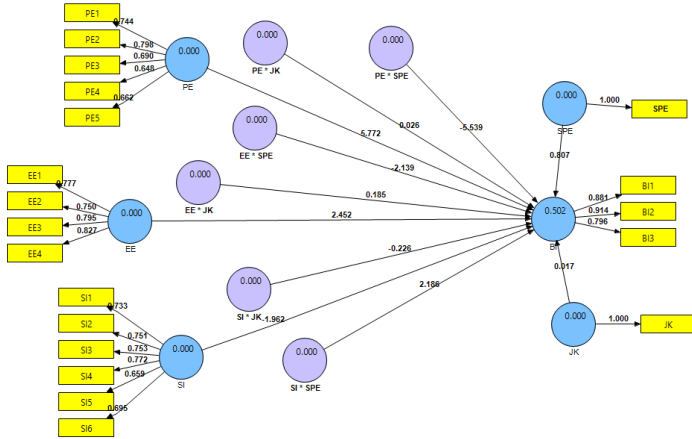 PE1
0.744
PE2
0.798
PE3
0.690
PE4
0.648
PE5
0.662
0.000
PE
0.000
PE * JK
0.000
PE * SPE
0.026
5.772
-5.539
0.000
SPE
1.000
SPE
0.807
0.000
EE * SPE
-2.139
0.000
EE * JK
0.185
EE1
0.777
EE2
0.750
EE3
0.795
EE4
0.827
0.000
EE
2.452
0.502
BI
0.881
BI1
0.914
BI2
0.796
BI3
-0.226
2.186
-1.962
0.017
0.000
SI * JK
0.000
SI * SPE
0.000
JK
1.000
JK
SI1
0.733
SI2
0.751
SI3
0.753
SI4
0.772
SI5
0.659
SI6
0.695
0.000
SI